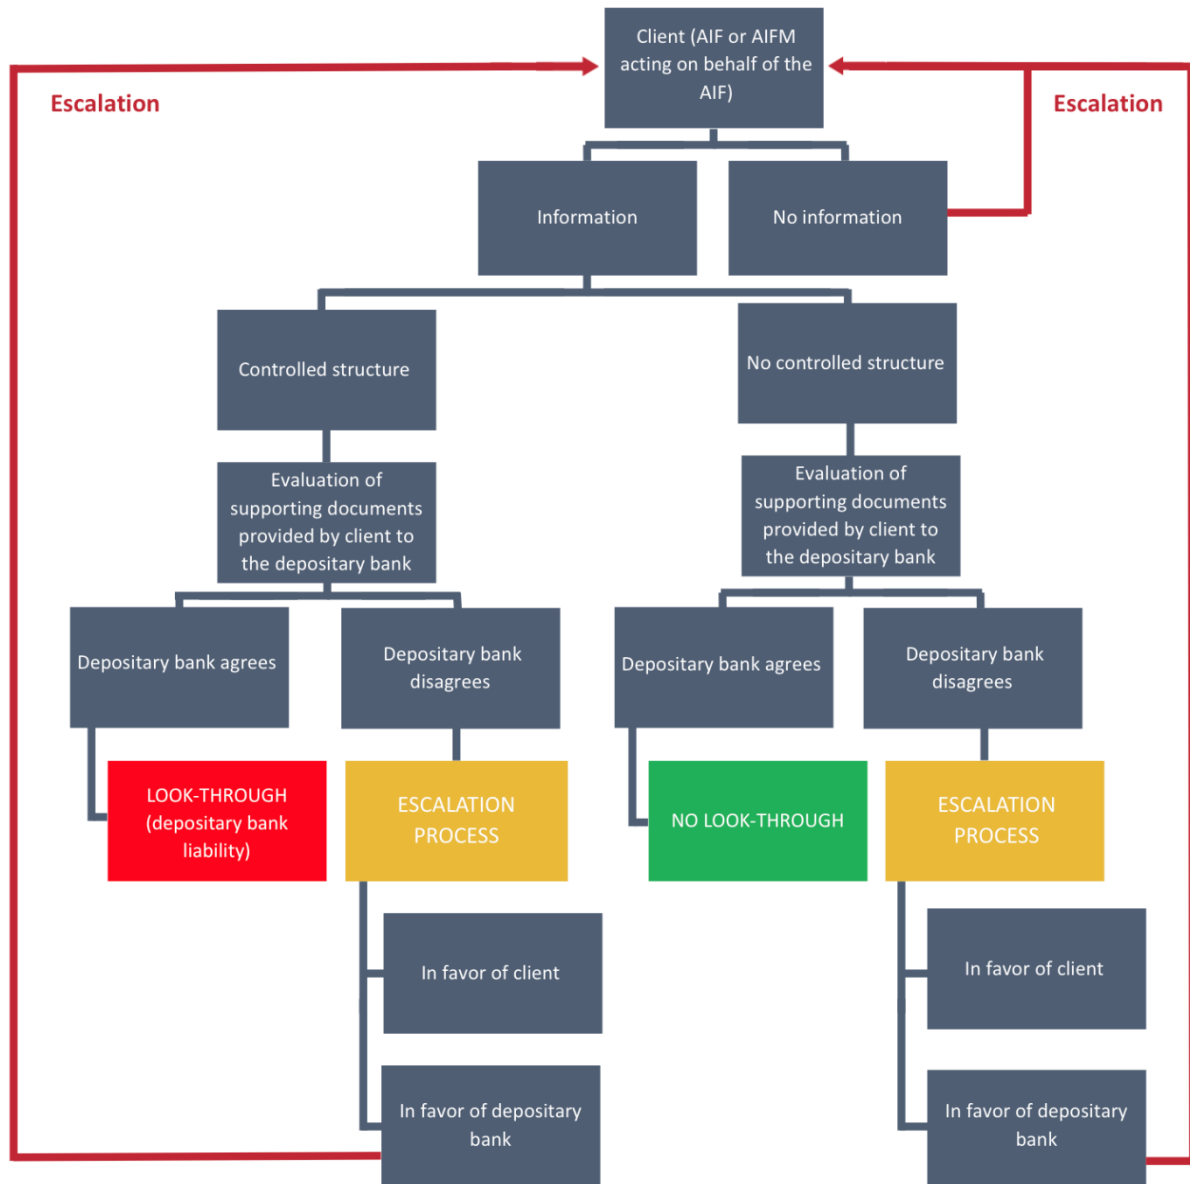 Client (AIF or AIFM
acting on behalf of the
AIF)
Escalation
Escalation
Information
No information
Controlled structure
No controlled structure
Evaluation of
supporting documents
provided by client to
the depositary bank
Evaluation of
supporting documents
provided by client to
the depositary bank
Depositary bank agrees
Depositary bank
disagrees
Depositary bank agrees
Depositary bank
disagrees
LOOK-THROUGH
(depositary bank
liability)
ESCALATION
PROCESS
NO LOOK-THROUGH
ESCALATION
PROCESS
In favor of client
In favor of client
In favor of depositary
bank
In favor of depositary
bank